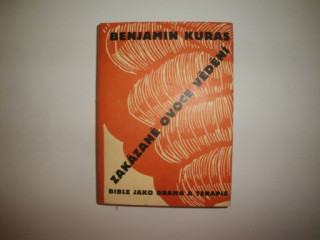 BENJAMIN KURAS
ZAKÁZANÉ OVOCE VĚDĚNÍ
BIBLE JAKO DRAMA A TERAPIE